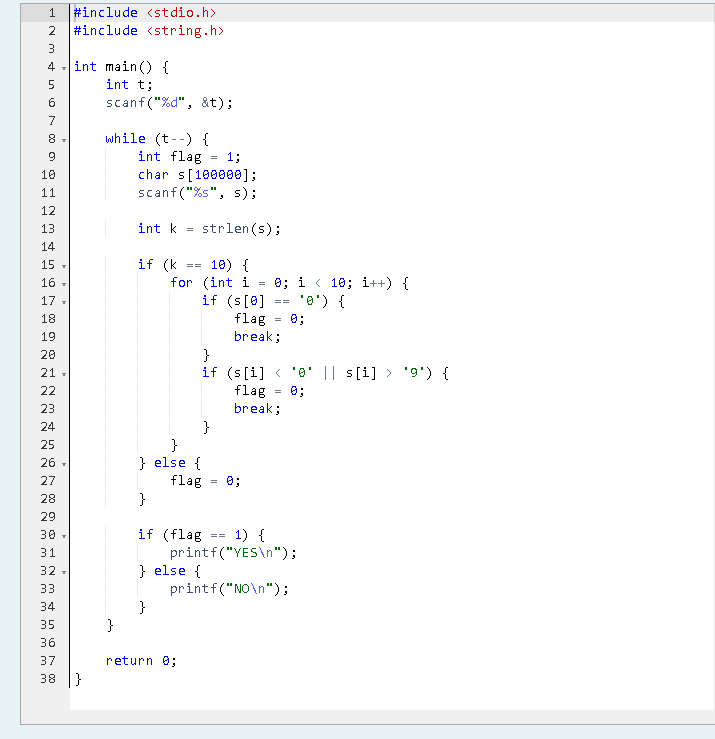 1 #include <stdio.h>
2 #include <string.h>
3
4 int main() {
5     int t;
6     scanf("%d", &t);
7
8     while (t--) {
9         int flag = 1;
10         char s[100000];
11         scanf("%s", s);
12
13         int k = strlen(s);
14
15         if (k == 10) {
16             for (int i = 0; i < 10; i++) {
17                 if (s[0] == '0') {
18                     flag = 0;
19                     break;
20                 }
21                 if (s[i] < '0' || s[i] > '9') {
22                     flag = 0;
23                     break;
24                 }
25             }
26         } else {
27             flag = 0;
28         }
29
30         if (flag == 1) {
31             printf("YES\n");
32         } else {
33             printf("NO\n");
34         }
35     }
36
37     return 0;
38 }